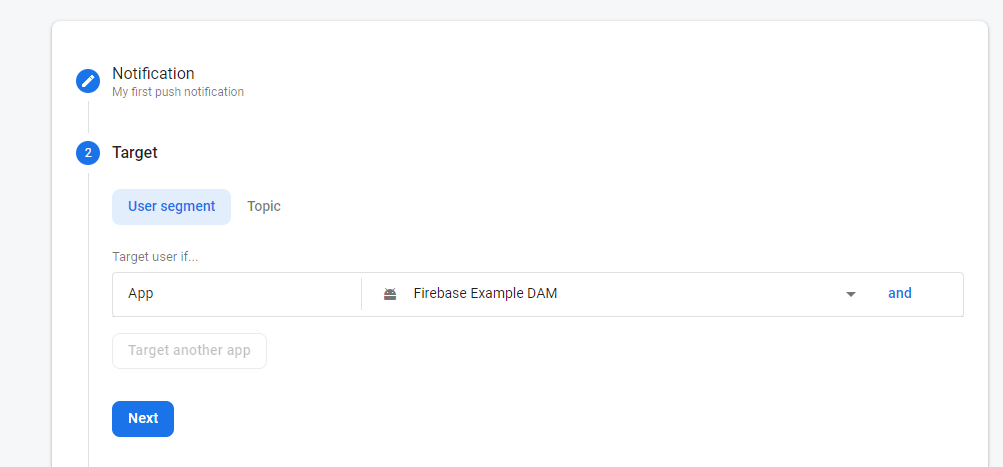 Notification
My first push notification
2 Target
User segment Topic
Target user if...
App Firebase Example DAM and
Target another app
Next